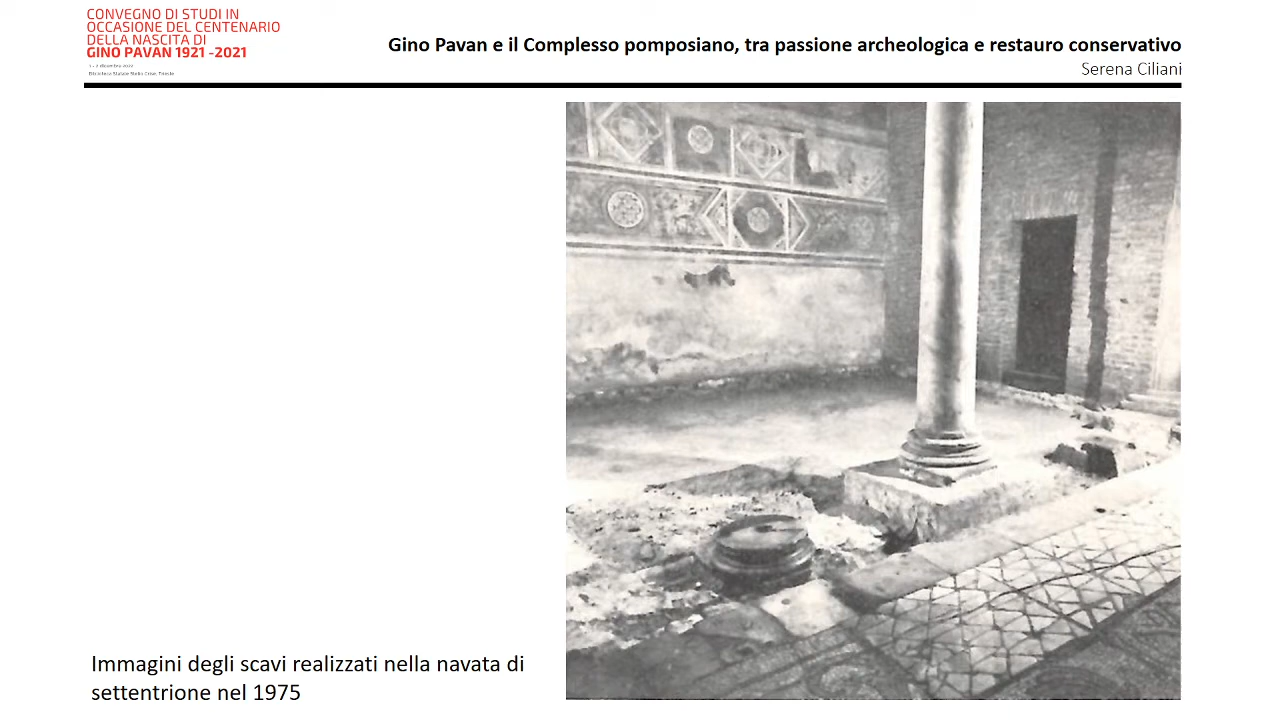 CONVEGNO DI STUDI IN
OCCASIONE DEL CENTENARIO
DELLA NASCITA DI
GINO PAVAN 1921 -2021
Gino Pavan e il Complesso pomposiano, tra passione archeologica e restauro conservativo
Serena Ciliani
Immagini degli scavi realizzati nella navata di
settentrione nel 1975